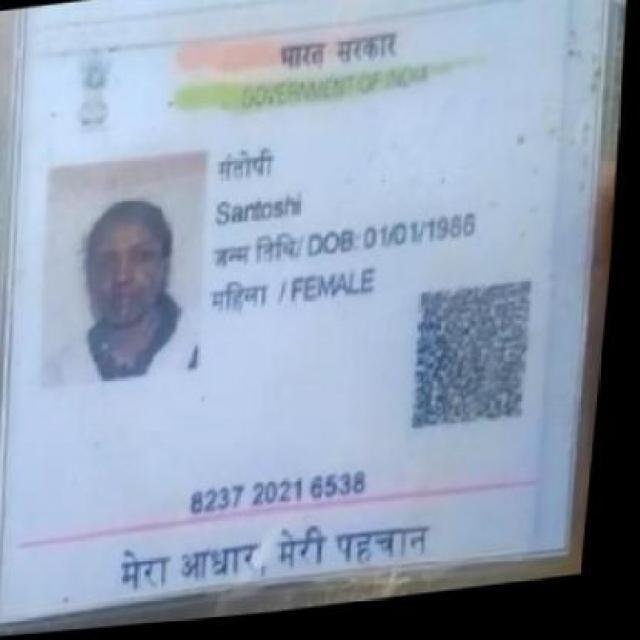 भारत सरकार
GOVERNMENT OF INDIA
संतोषी
Santoshi
जन्म तिथि/ DOB: 01/01/1986
महिला / FEMALE
8237 2021 6538
मेरा आधार, मेरी पहचान